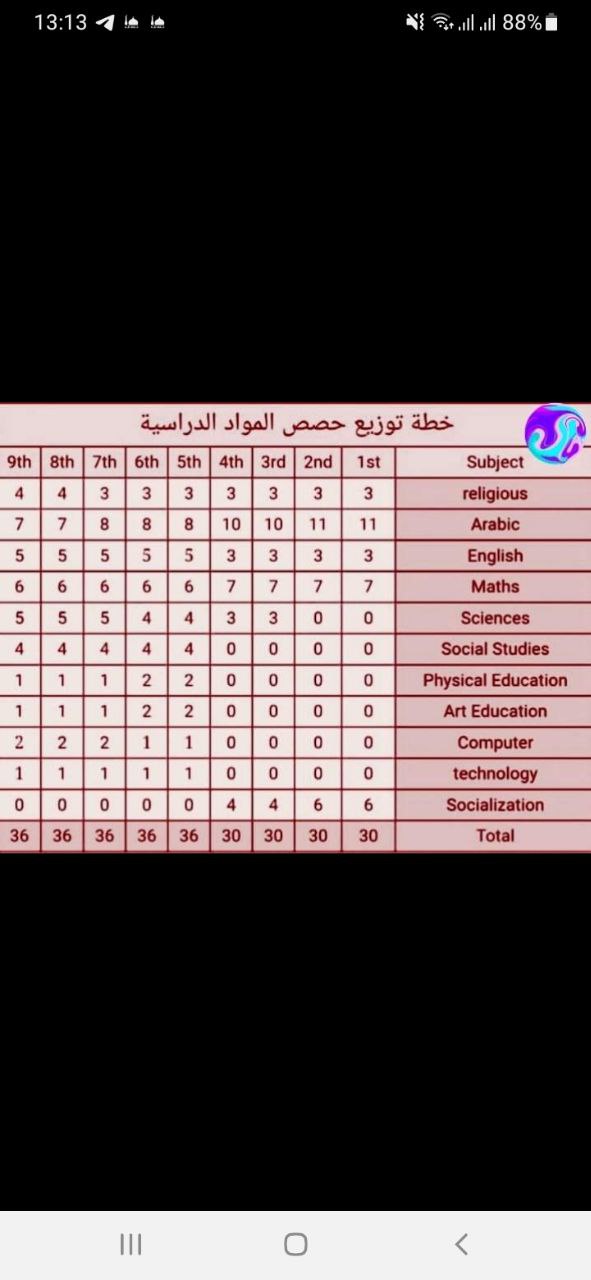 13:13 88%
خطة توزيع حصص المواد الدراسية
9th 8th 7th 6th 5th 4th 3rd 2nd 1st Subject
4 4 3 3 3 3 3 3 3 religious
7 7 8 8 8 10 10 11 11 Arabic
5 5 5 5 5 3 3 3 3 English
6 6 6 6 6 7 7 7 7 Maths
5 5 5 4 4 3 3 0 0 Sciences
4 4 4 4 4 0 0 0 0 Social Studies
1 1 1 2 2 0 0 0 0 Physical Education
1 1 1 2 2 0 0 0 0 Art Education
2 2 2 1 1 0 0 0 0 Computer
1 1 1 1 1 0 0 0 0 technology
0 0 0 0 0 4 4 6 6 Socialization
36 36 36 36 36 30 30 30 30 Total